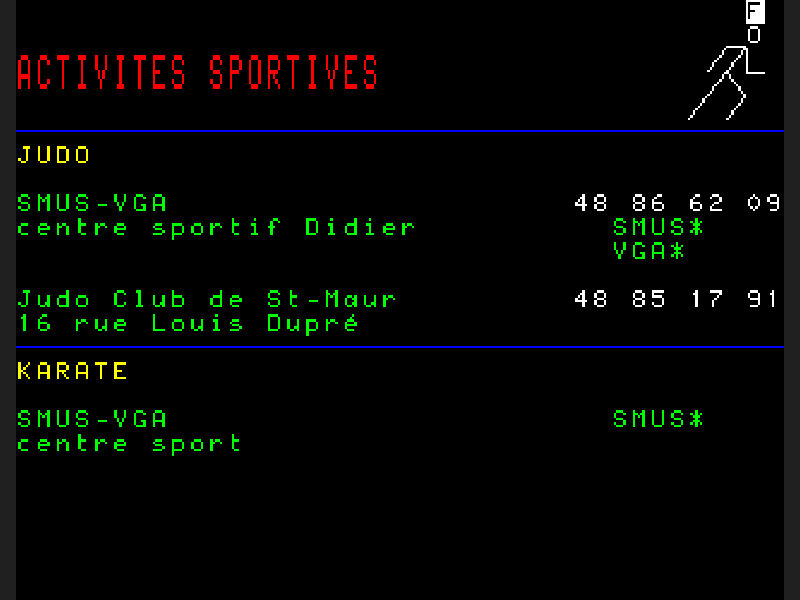 F
ACTIVITES SPORTIVES
JUDO
SMUS-VGA 48 86 62 09
centre sportif Didier SMUS*
VGA*
Judo Club de St-Maur 48 85 17 91
16 rue Louis Dupré
KARATE
SMUS-VGA SMUS*
centre sport